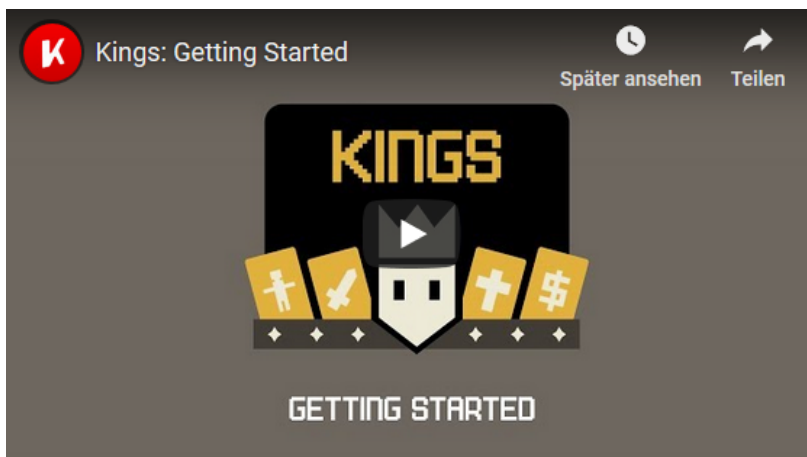 K
Kings: Getting Started
Später ansehen
Teilen
KINGS
$
GETTING STARTED